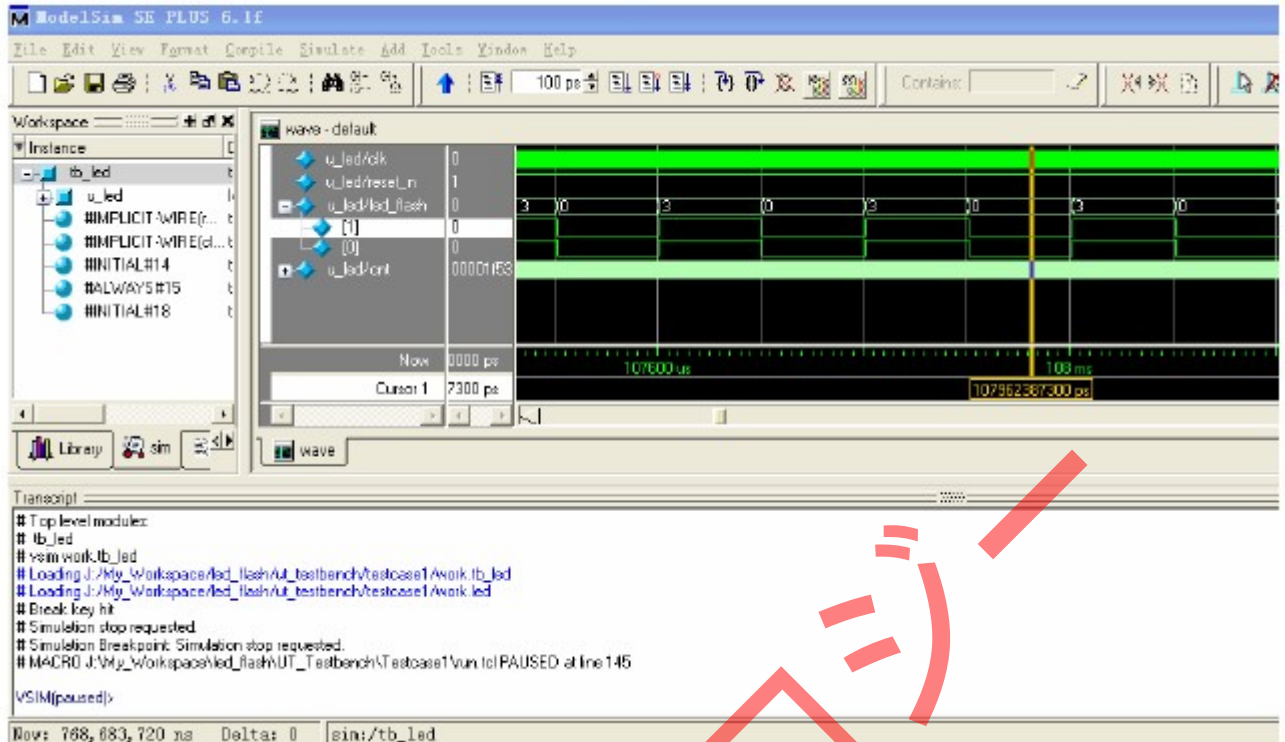 ModelSim SE PLUS 6.1f
File Edit View Format Compile Simulate Add Tools Window Help
100 ps
Contains:
Workspace
wave - default
Instance
tb_led
u_led
#IMPLICIT-WIRE(r...
#IMPLICIT-WIRE(cl...
#INITIAL#14
#ALWAYS#15
#INITIAL#18
u_led/clk 0
u_led/reset_n 1
u_led/led_flash 0 3 0 3 0 3 0 3 0
[1] 0
[0] 0
u_led/cnt 00001f53
Now 0000 ps 107600 us 108 ms
Cursor 1 7300 ps 107962387300 ps
Library sim
wave
Transcript
# Top level modules:
# tb_led
# vsim work.tb_led
# Loading J:/My_Workspace/led_flash/ut_testbench/testcase1/work.tb_led
# Loading J:/My_Workspace/led_flash/ut_testbench/testcase1/work.led
# Break key hit
# Simulation stop requested.
# Simulation Breakpoint: Simulation stop requested.
# MACRO J:\My_Workspace\led_flash\UT_Testbench\Testcase1\run.tcl PAUSED at line 145
VSIM(paused)>
Now: 768,683,720 ns Delta: 0 sim:/tb_led
ページ